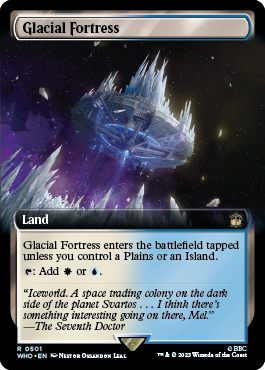 Glacial Fortress
Land
Glacial Fortress enters the battlefield tapped
unless you control a Plains or an Island.
: Add or .
"Iceworld. A space trading colony on the dark
side of the planet Svartos . . . I think there's
something interesting going on there, Mel."
—The Seventh Doctor
R 0501
WHO • EN Nestor Ossandon Leal
© BBC
™ & © 2023 Wizards of the Coast